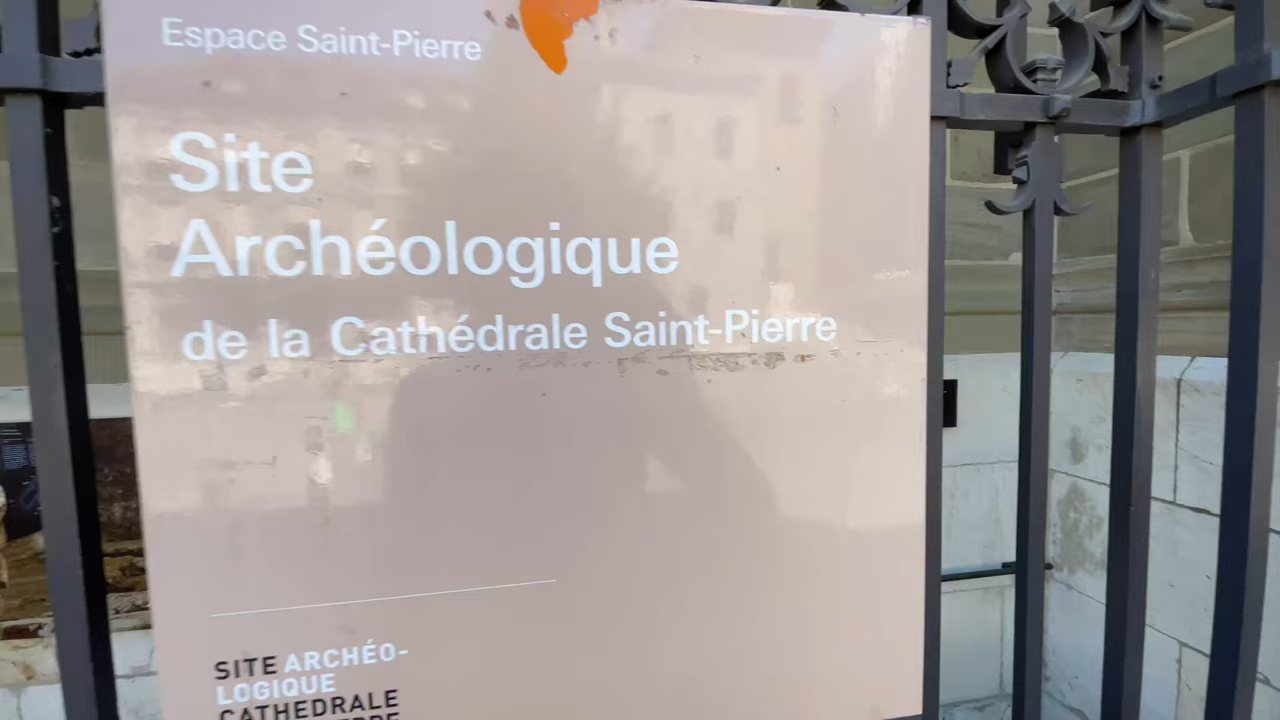 Espace Saint-Pierre
Site
Archéologique
de la Cathédrale Saint-Pierre
SITE ARCHÉO-
LOGIQUE
CATHEDRALE